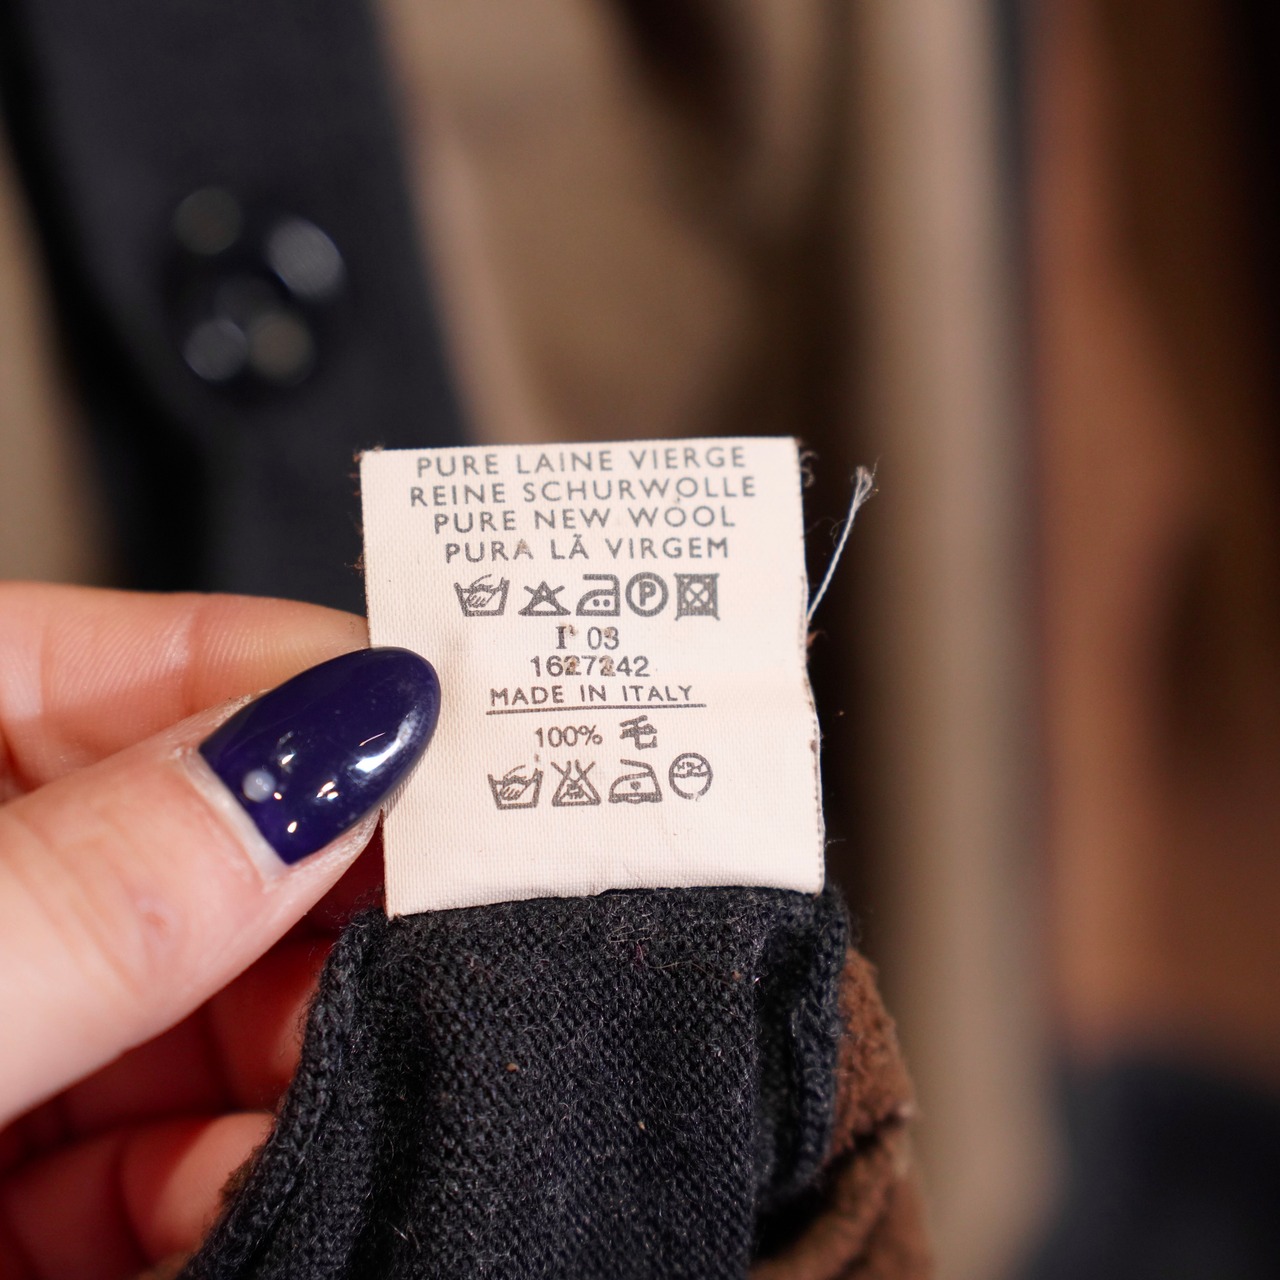 PURE LAINE VIERGE
REINE SCHURWOLLE
PURE NEW WOOL
PURA LÃ VIRGEM
P
I 03
1627242
MADE IN ITALY
100% 毛